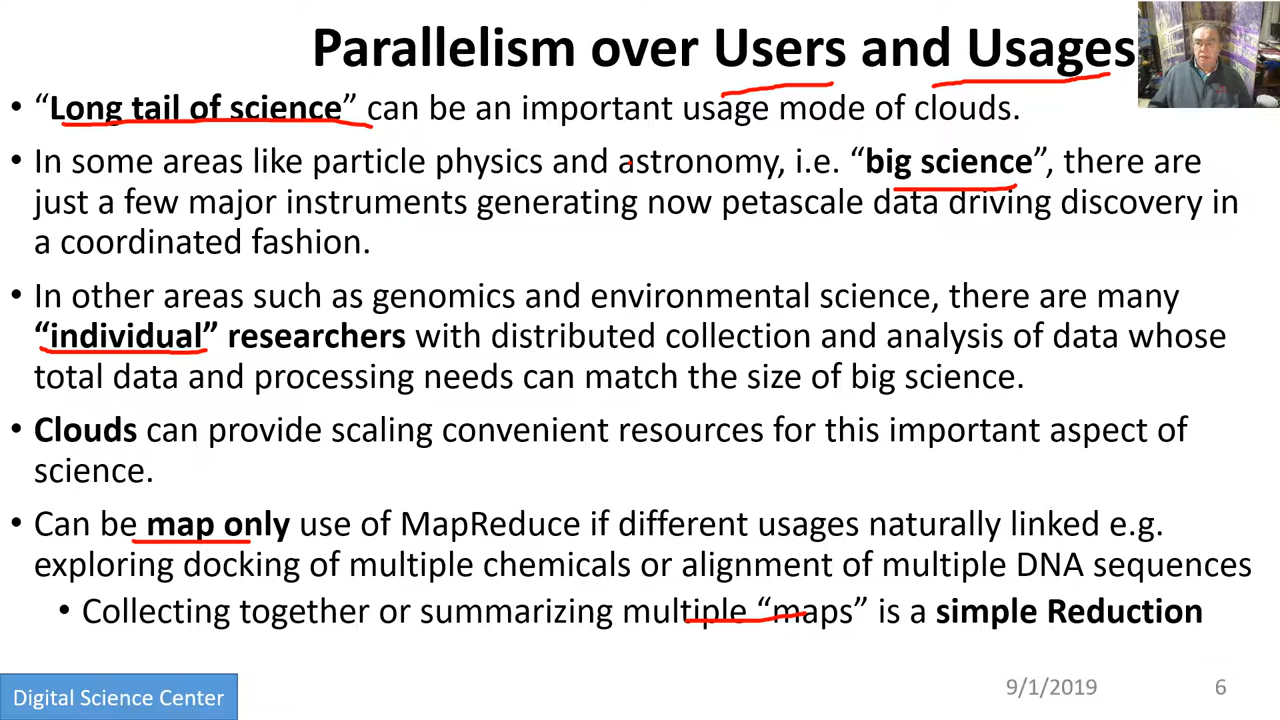 Parallelism over Users and Usages
• “Long tail of science” can be an important usage mode of clouds.
• In some areas like particle physics and astronomy, i.e. “big science”, there are
just a few major instruments generating now petascale data driving discovery in
a coordinated fashion.
• In other areas such as genomics and environmental science, there are many
“individual” researchers with distributed collection and analysis of data whose
total data and processing needs can match the size of big science.
• Clouds can provide scaling convenient resources for this important aspect of
science.
• Can be map only use of MapReduce if different usages naturally linked e.g.
exploring docking of multiple chemicals or alignment of multiple DNA sequences
• Collecting together or summarizing multiple “maps” is a simple Reduction
Digital Science Center
9/1/2019
6